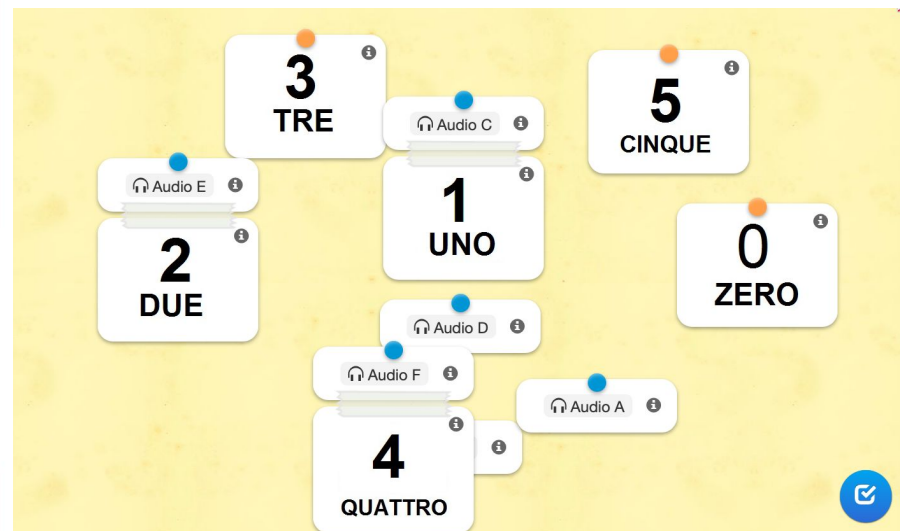 3
TRE
5
CINQUE
Audio C
Audio E
1
UNO
2
DUE
0
ZERO
Audio D
Audio F
Audio A
4
QUATTRO